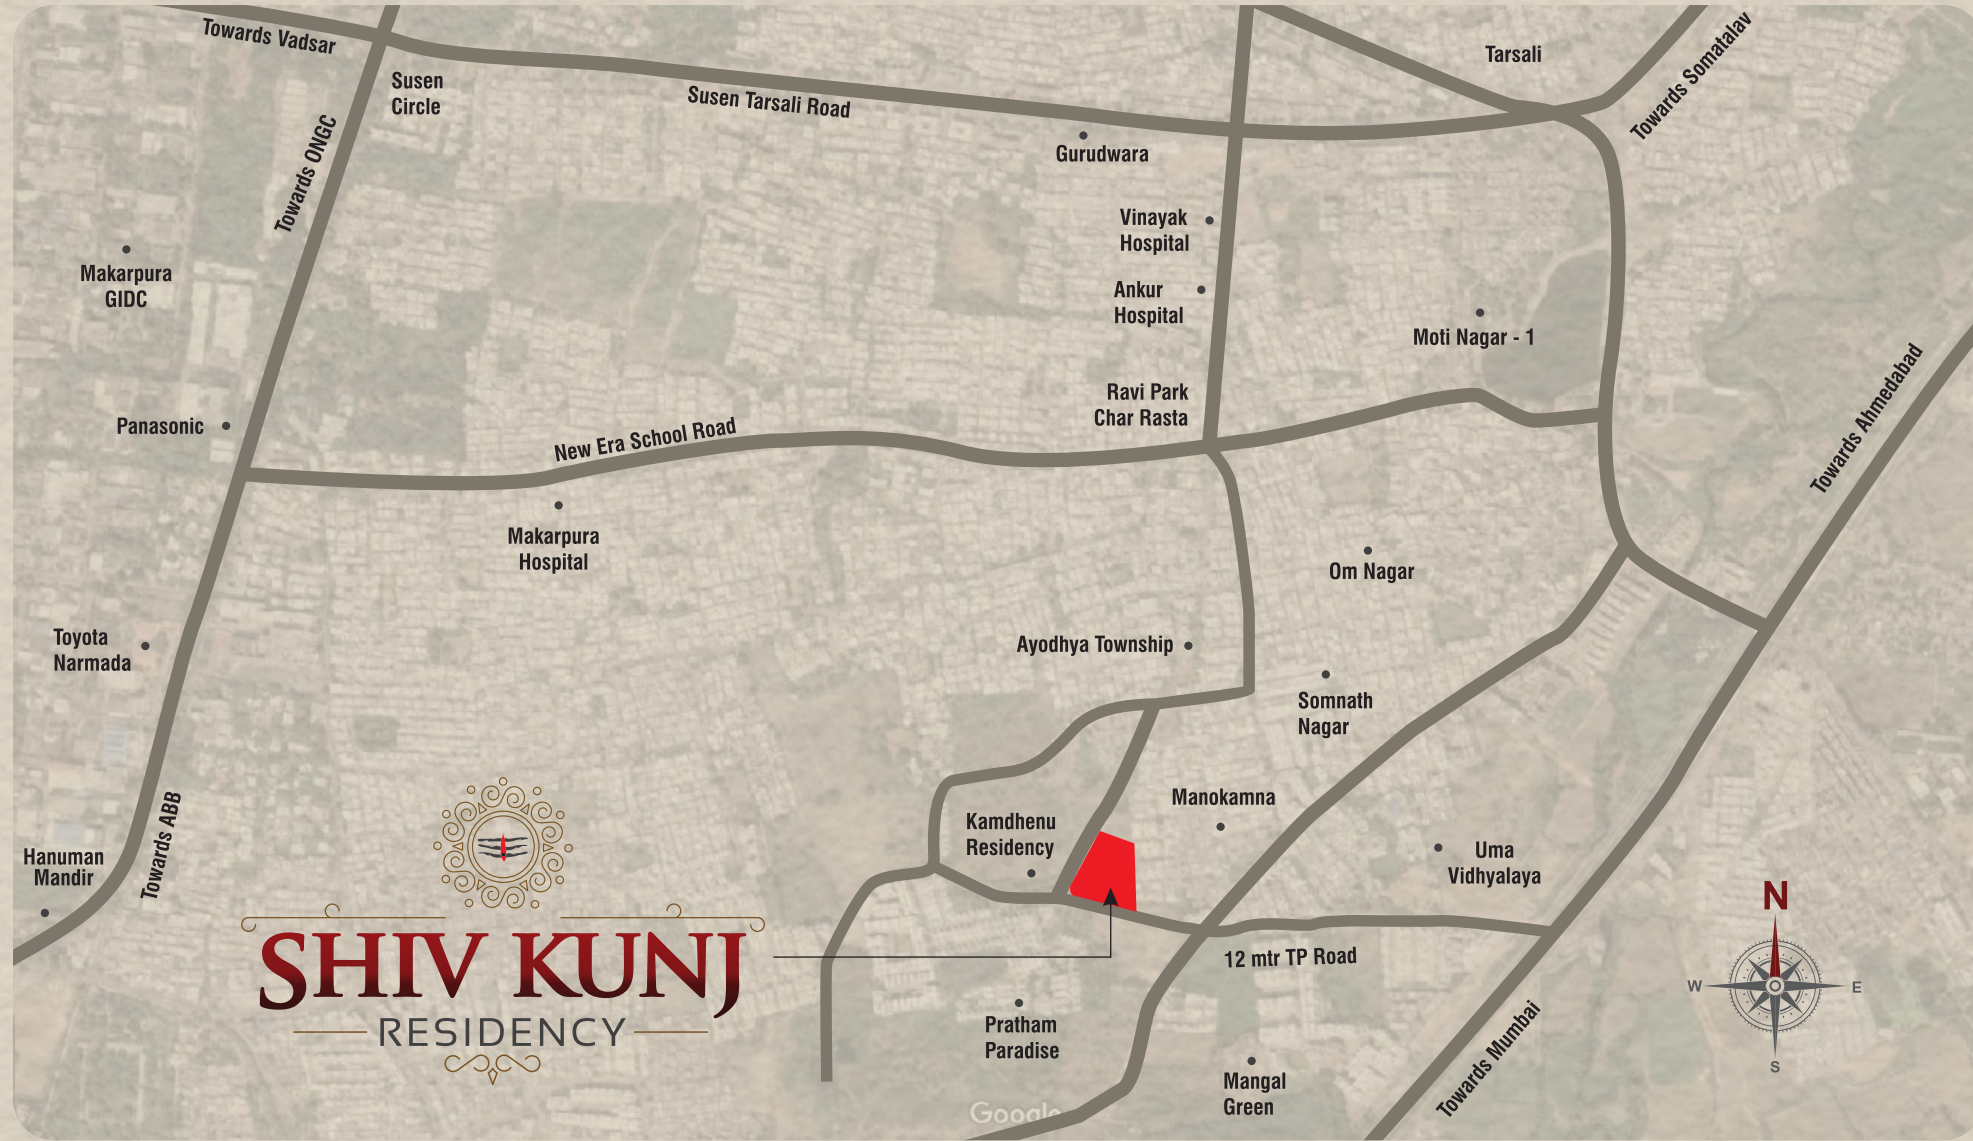 Towards Vadsar
Susen
Circle
Susen Tarsali Road
Tarsali
Towards Somatalav
Towards ONGC
Gurudwara
Vinayak
Hospital
Makarpura
GIDC
Ankur
Hospital
Moti Nagar - 1
Ravi Park
Char Rasta
Panasonic
New Era School Road
Towards Ahmedabad
Makarpura
Hospital
Om Nagar
Toyota
Narmada
Ayodhya Township
Somnath
Nagar
Manokamna
Kamdhenu
Residency
Towards ABB
Hanuman
Mandir
Uma
Vidhyalaya
N
W
E
S
SHIV KUNJ
RESIDENCY
12 mtr TP Road
Pratham
Paradise
Towards Mumbai
Mangal
Green
Google